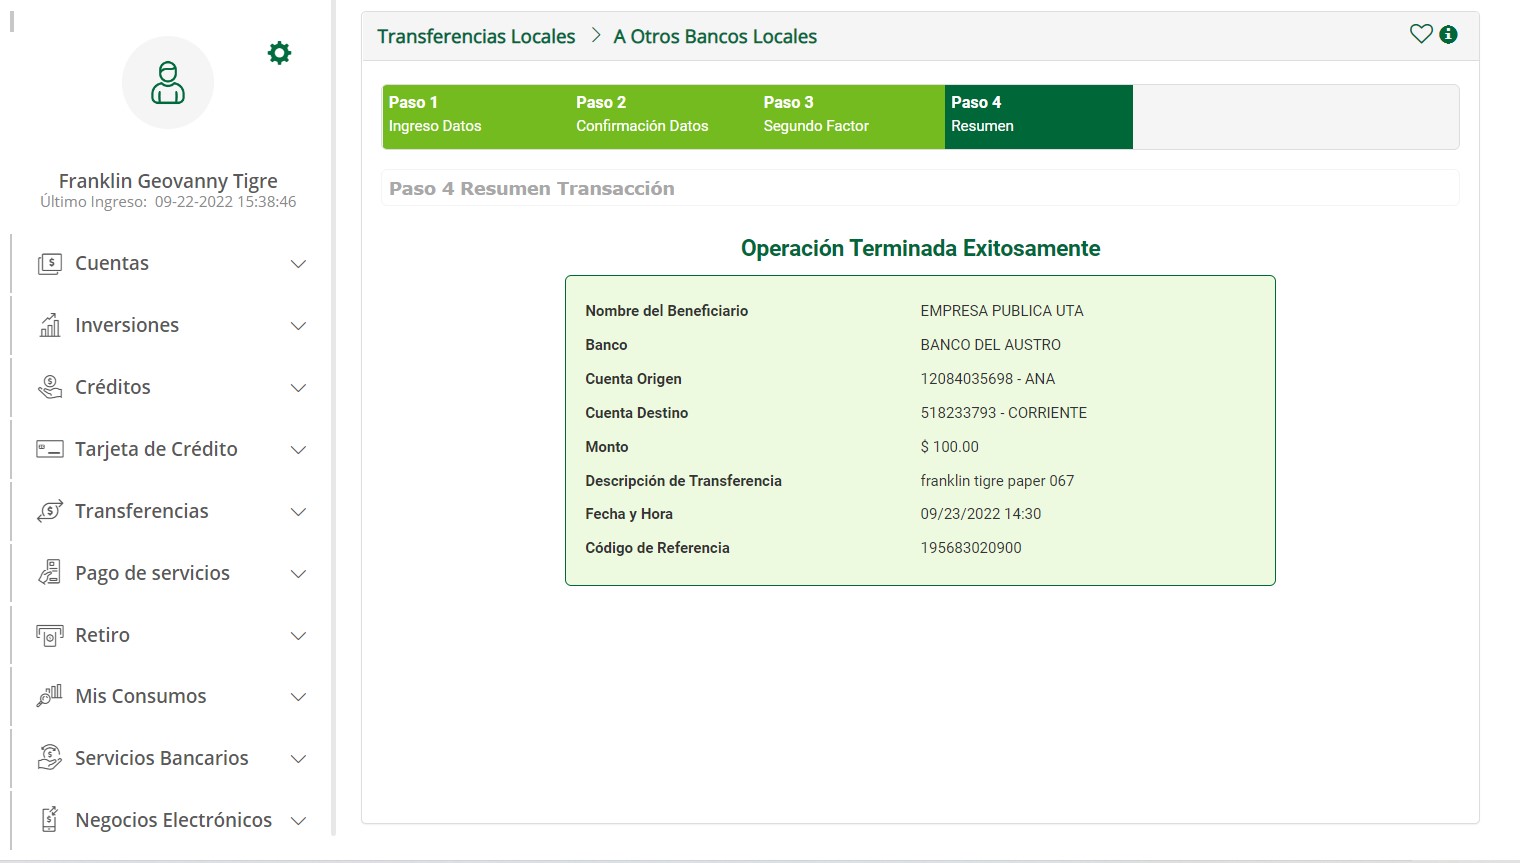 Franklin Geovanny Tigre
Último Ingreso: 09-22-2022 15:38:46
Cuentas
Inversiones
Créditos
Tarjeta de Crédito
Transferencias
Pago de servicios
Retiro
Mis Consumos
Servicios Bancarios
Negocios Electrónicos
Transferencias Locales > A Otros Bancos Locales
Paso 1 Paso 2 Paso 3 Paso 4
Ingreso Datos Confirmación Datos Segundo Factor Resumen
Paso 4 Resumen Transacción
Operación Terminada Exitosamente
Nombre del Beneficiario EMPRESA PUBLICA UTA
Banco BANCO DEL AUSTRO
Cuenta Origen 12084035698 - ANA
Cuenta Destino 518233793 - CORRIENTE
Monto $ 100.00
Descripción de Transferencia franklin tigre paper 067
Fecha y Hora 09/23/2022 14:30
Código de Referencia 195683020900